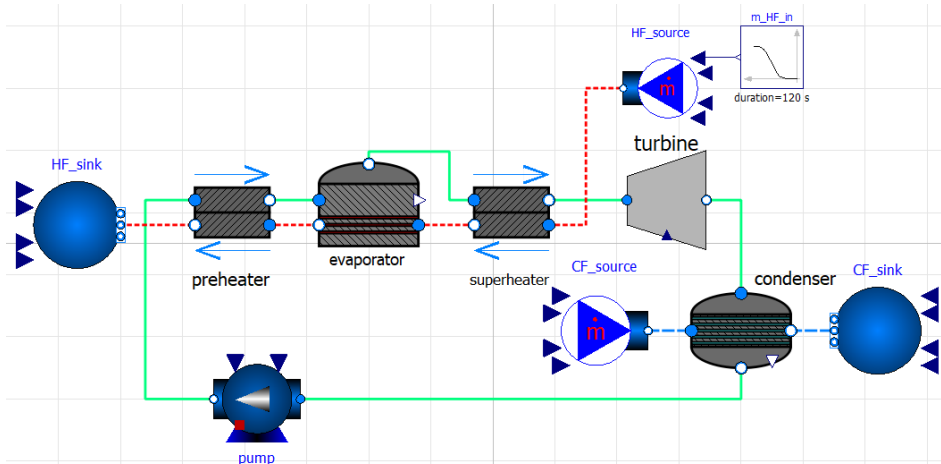 m_HF_in
HF_source
duration=120 s
turbine
HF_sink
ṁ
evaporator
preheater
superheater
CF_source
condenser
CF_sink
ṁ
pump